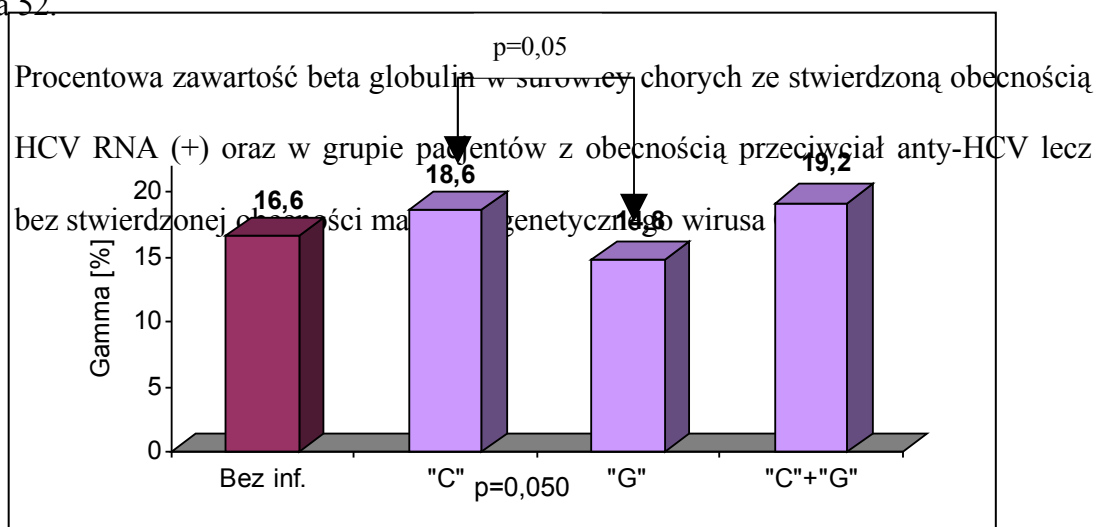 52.
p=0,05
Procentowa zawartość beta globulin w surowicy chorych ze stwierdzoną obecnością
HCV RNA (+) oraz w grupie pacjentów z obecnością przeciwciał anty-HCV lecz
bez stwierdzonej obecności genetycznego wirusa
16,6
18,6
14,8
19,2
Gamma [%]
20
15
10
5
0
Bez inf.
"C"
"G"
"C"+"G"
p=0,050